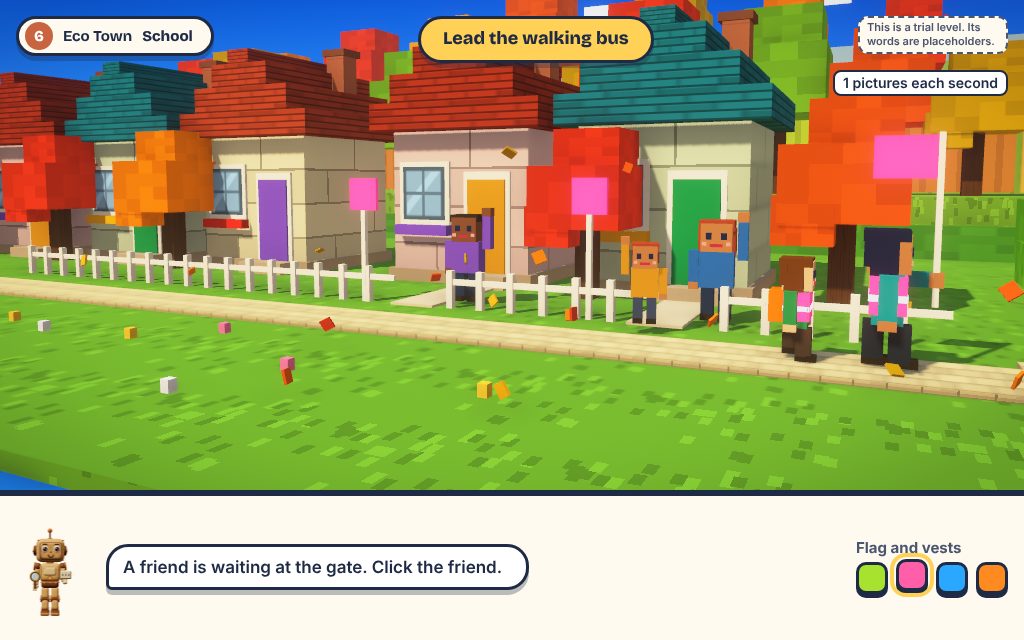 6 Eco Town School
Lead the walking bus
This is a trial level. Its
words are placeholders.
1 pictures each second
A friend is waiting at the gate. Click the friend.
Flag and vests